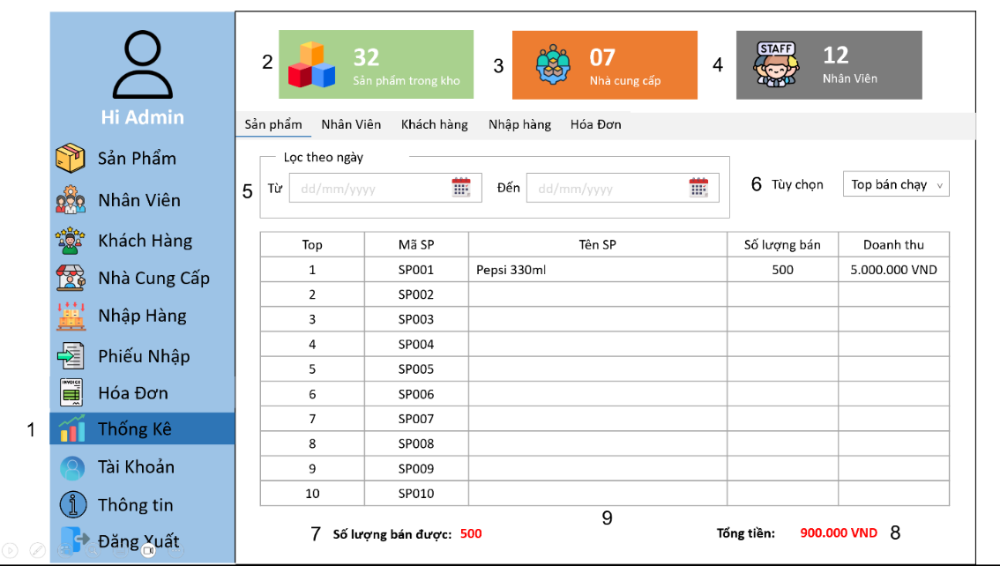 Hi Admin
Sản Phẩm
Nhân Viên
Khách Hàng
Nhà Cung Cấp
Nhập Hàng
Phiếu Nhập
INVOICE
Hóa Đơn
1
Thống Kê
Tài Khoản
Thông tin
Đăng Xuất
2
32
Sản phẩm trong kho
3
07
Nhà cung cấp
4
STAFF
12
Nhân Viên
Sản phẩm Nhân Viên Khách hàng Nhập hàng Hóa Đơn
Lọc theo ngày
5 Từ dd/mm/yyyy Đến dd/mm/yyyy
6 Tùy chọn Top bán chạy v
Top Mã SP Tên SP Số lượng bán Doanh thu
1 SP001 Pepsi 330ml 500 5.000.000 VND
2 SP002
3 SP003
4 SP004
5 SP005
6 SP006
7 SP007
8 SP008
9 SP009
10 SP010
9
7 Số lượng bán được: 500
Tổng tiền: 900.000 VND 8